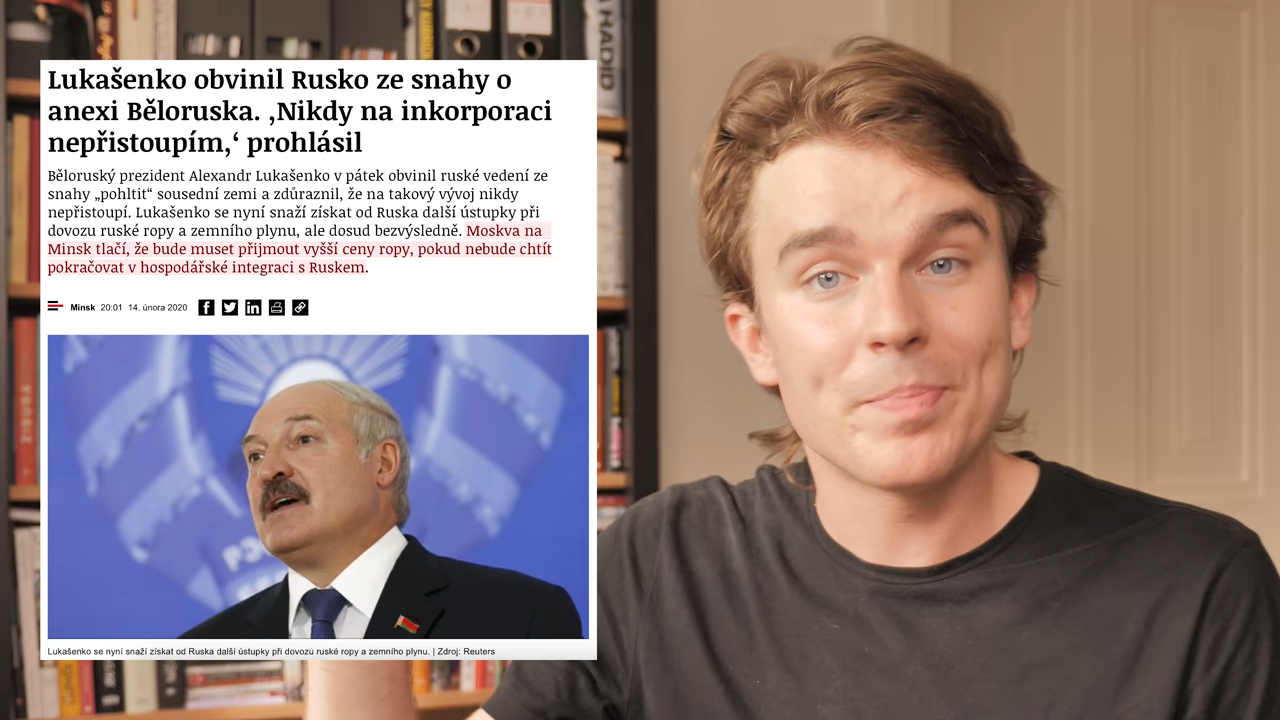 Lukašenko obvinil Rusko ze snahy o
anexi Běloruska. ‚Nikdy na inkorporaci
nepřistoupím,‘ prohlásil
Běloruský prezident Alexandr Lukašenko v pátek obvinil ruské vedení ze
snahy „pohltit“ sousední zemi a zdůraznil, že na takový vývoj nikdy
nepřistoupí. Lukašenko se nyní snaží získat od Ruska další ústupky při
dovozu ruské ropy a zemního plynu, ale dosud bezvýsledně. Moskva na
Minsk tlačí, že bude muset přijmout vyšší ceny ropy, pokud nebude chtít
pokračovat v hospodářské integraci s Ruskem.
Minsk 20:01 14. února 2020
Lukašenko se nyní snaží získat od Ruska další ústupky při dovozu ruské ropy a zemního plynu. | Zdroj: Reuters
HADID